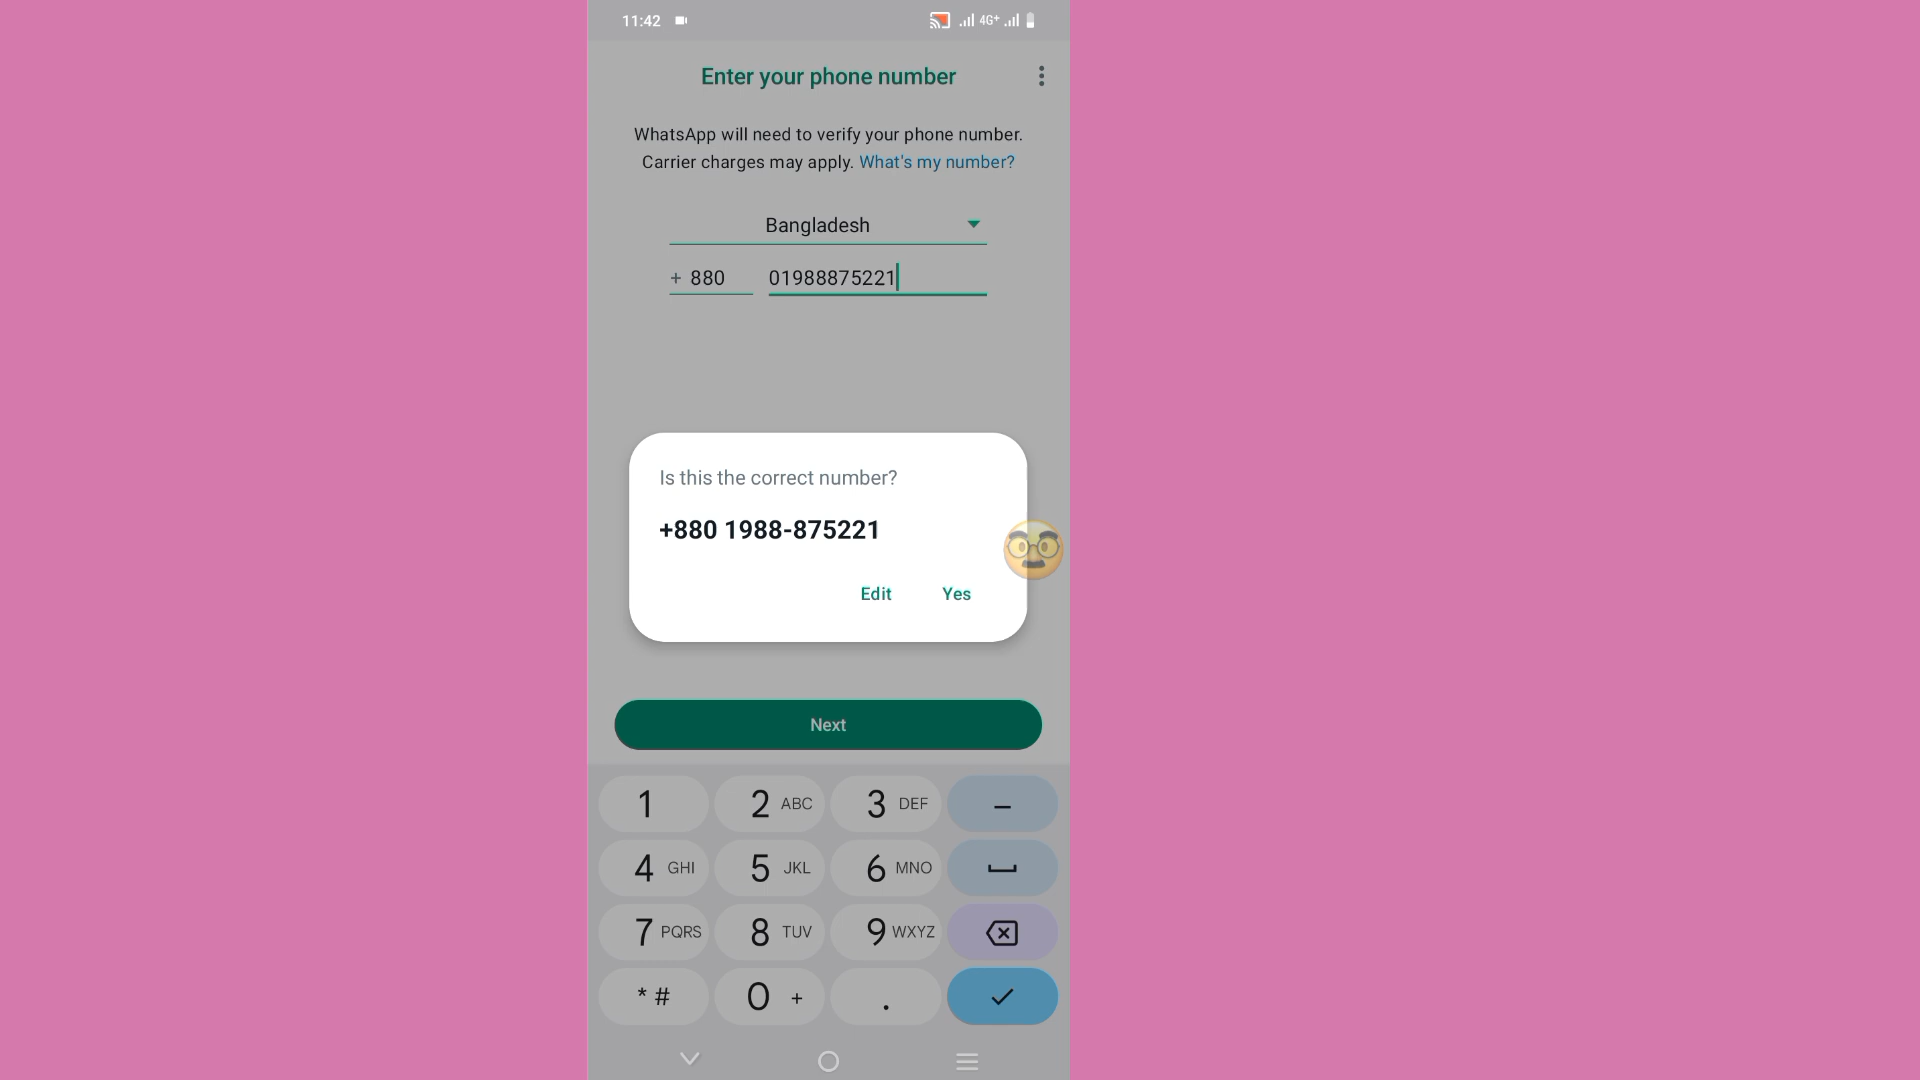 11:42
4G+
Enter your phone number
WhatsApp will need to verify your phone number.
Carrier charges may apply. What's my number?
Bangladesh
+ 880 01988875221
Is this the correct number?
+880 1988-875221
Edit Yes
Next
1 2 ABC 3 DEF –
4 GHI 5 JKL 6 MNO
7 PQRS 8 TUV 9 WXYZ
* # 0 + .